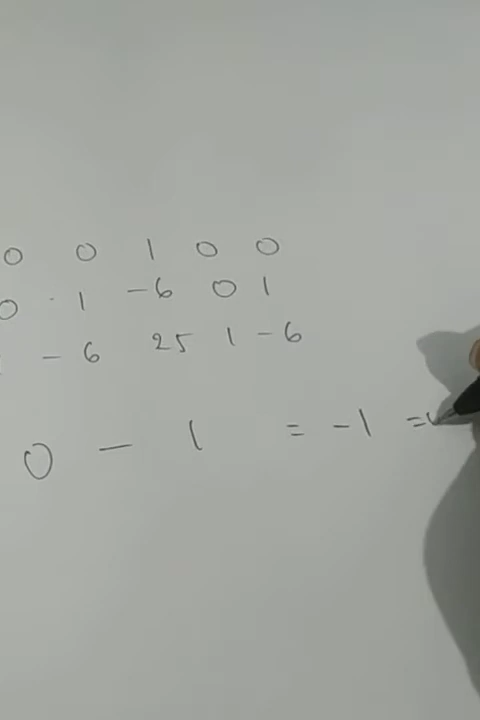 0 0 1 0 0
0 1 -6 0 1
- 6 25 1 - 6
0 - 1 = -1 =